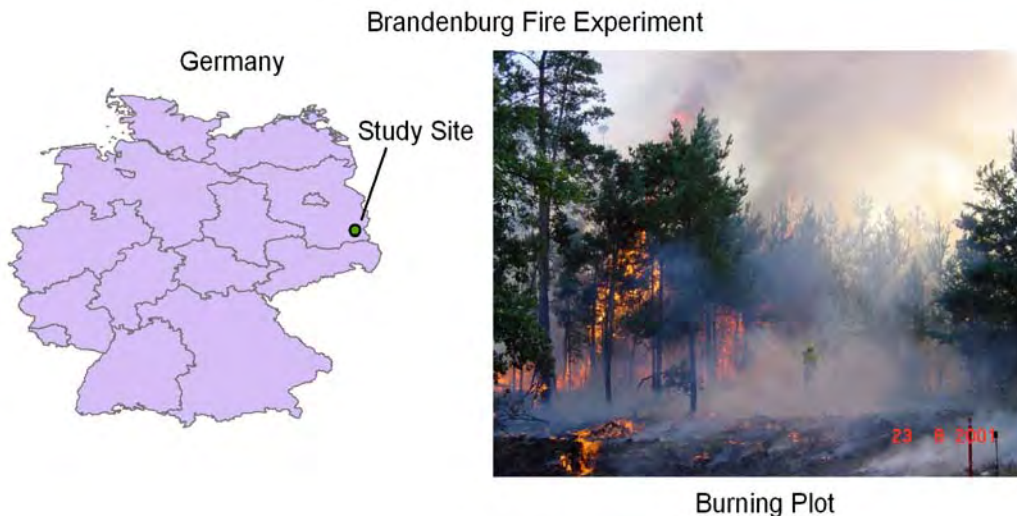 Brandenburg Fire Experiment
Germany
Study Site
23 8 2001
Burning Plot